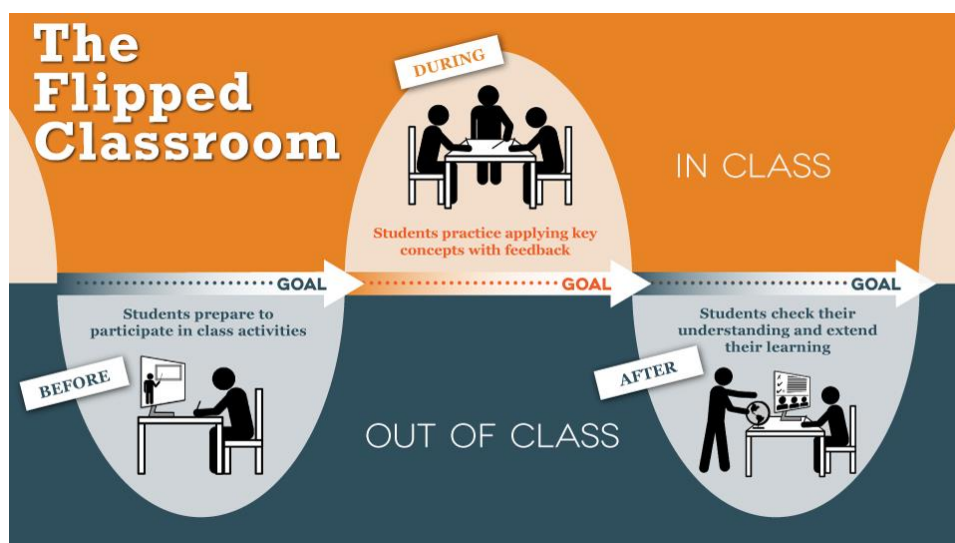 The
Flipped
Classroom
DURING
IN CLASS
Students practice applying key
concepts with feedback
GOAL
GOAL
GOAL
Students prepare to
participate in class activities
BEFORE
Students check their
understanding and extend
their learning
AFTER
OUT OF CLASS